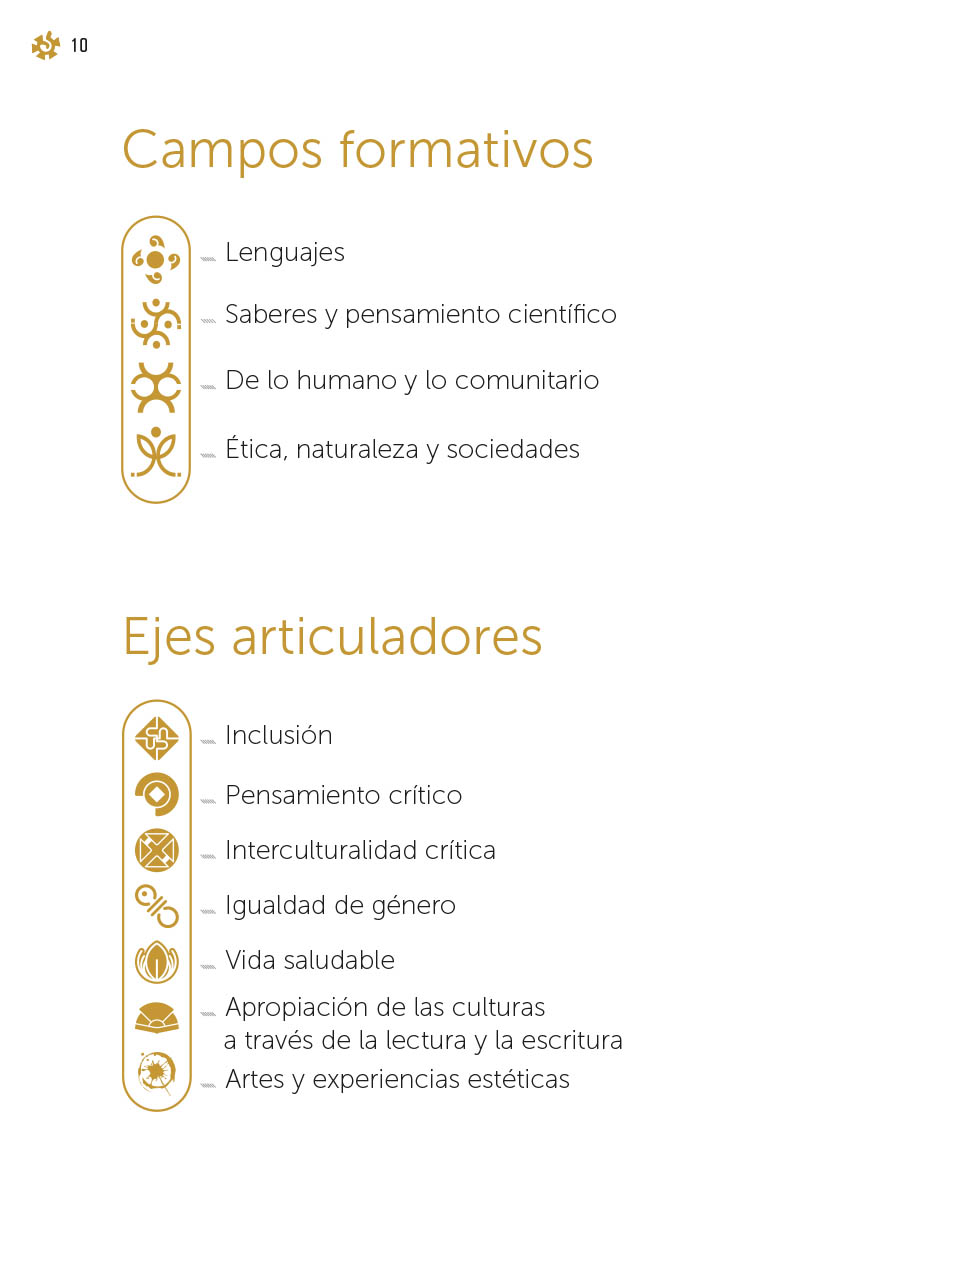 10
Campos formativos
Lenguajes
Saberes y pensamiento científico
De lo humano y lo comunitario
Ética, naturaleza y sociedades
Ejes articuladores
Inclusión
Pensamiento crítico
Interculturalidad crítica
Igualdad de género
Vida saludable
Apropiación de las culturas
a través de la lectura y la escritura
Artes y experiencias estéticas